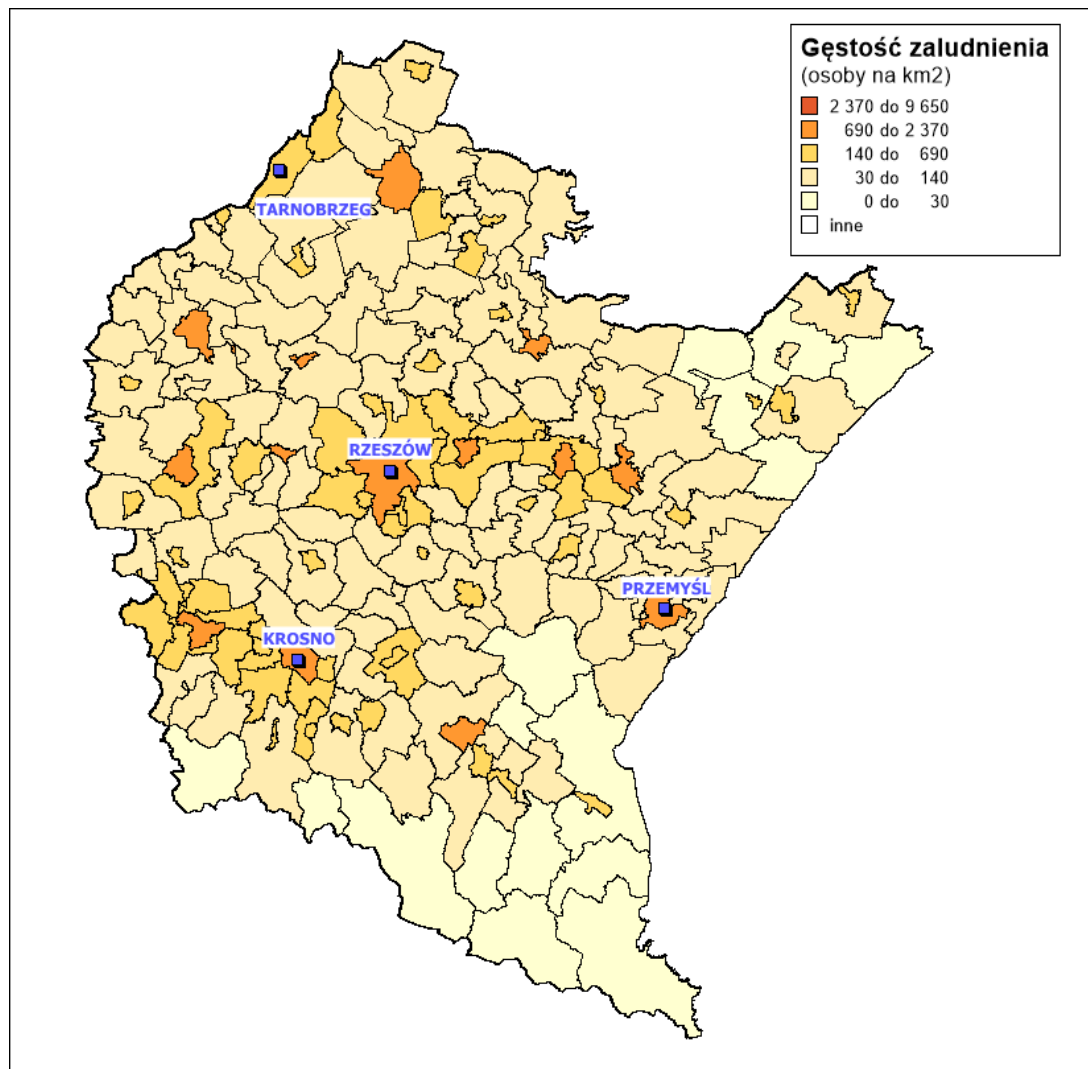 Gęstość zaludnienia
(osoby na km2)
2 370 do 9 650
690 do 2 370
140 do 690
30 do 140
0 do 30
inne
TARNOBRZEG
RZESZÓW
PRZEMYŚL
KROSNO